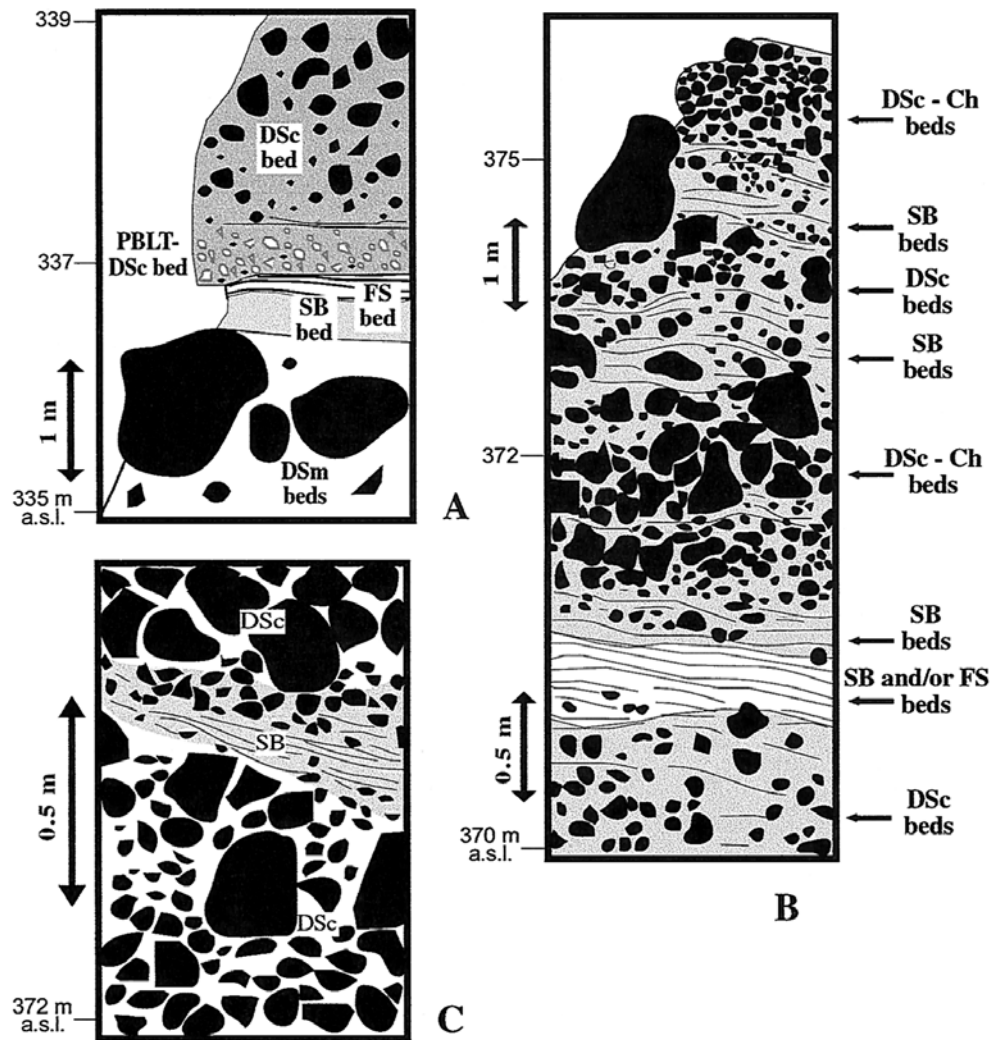 339
DSc
bed
PBLT-
DSc bed
337
SB
bed
FS
bed
1 m
DSm
beds
335 m
a.s.l.
A
DSc
SB
0.5 m
DSc
372 m
a.s.l.
C
375
1 m
372
0.5 m
370 m
a.s.l.
DSc - Ch
beds
SB
beds
DSc
beds
SB
beds
DSc - Ch
beds
SB
beds
SB and/or FS
beds
DSc
beds
B